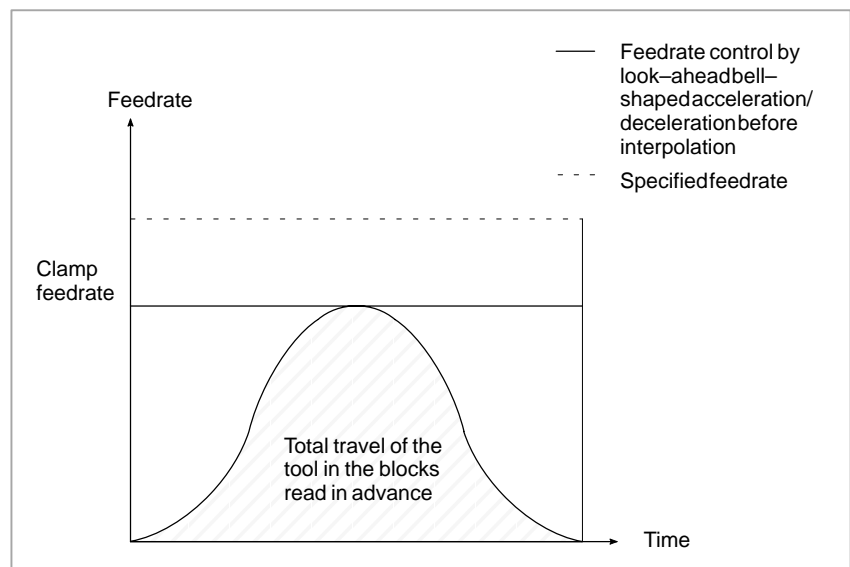 Feedrate control by
look–aheadbell–
shapedacceleration/
decelerationbefore
interpolation
Specifiedfeedrate
Feedrate
Clamp
feedrate
Total travel of the
tool in the blocks
read in advance
Time